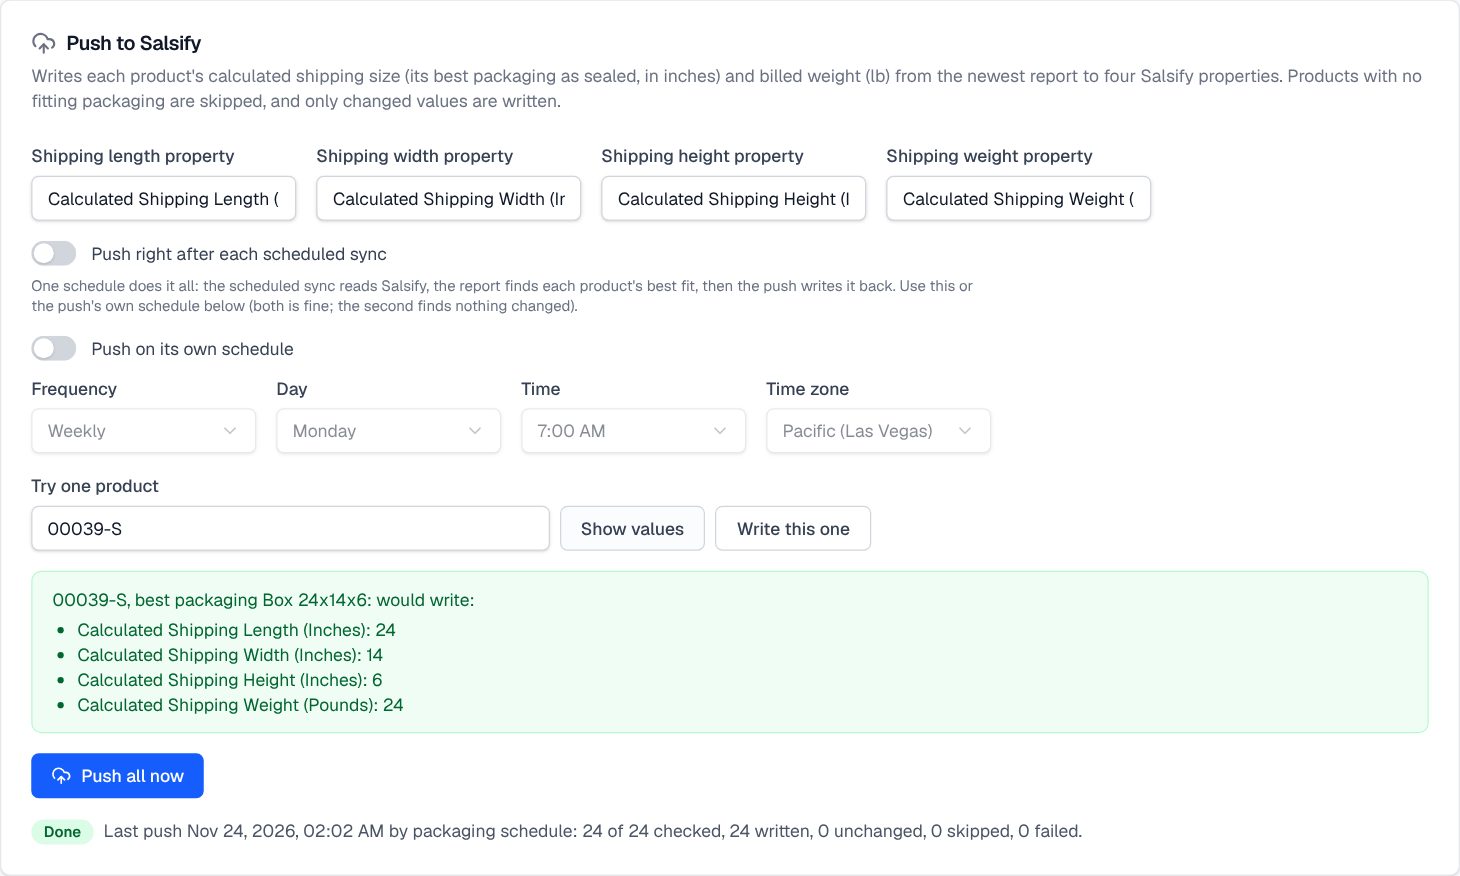 Push to Salsify
Writes each product's calculated shipping size (its best packaging as sealed, in inches) and billed weight (lb) from the newest report to four Salsify properties. Products with no
fitting packaging are skipped, and only changed values are written.
Shipping length property
Shipping width property
Shipping height property
Shipping weight property
Calculated Shipping Length (
Calculated Shipping Width (Ir
Calculated Shipping Height (I
Calculated Shipping Weight (
Push right after each scheduled sync
One schedule does it all: the scheduled sync reads Salsify, the report finds each product's best fit, then the push writes it back. Use this or
the push's own schedule below (both is fine; the second finds nothing changed).
Push on its own schedule
Frequency
Day
Time
Time zone
Weekly
Monday
7:00 AM
Pacific (Las Vegas)
Try one product
00039-S
Show values
Write this one
00039-S, best packaging Box 24x14x6: would write:
• Calculated Shipping Length (Inches): 24
• Calculated Shipping Width (Inches): 14
• Calculated Shipping Height (Inches): 6
• Calculated Shipping Weight (Pounds): 24
Push all now
Done
Last push Nov 24, 2026, 02:02 AM by packaging schedule: 24 of 24 checked, 24 written, 0 unchanged, 0 skipped, 0 failed.